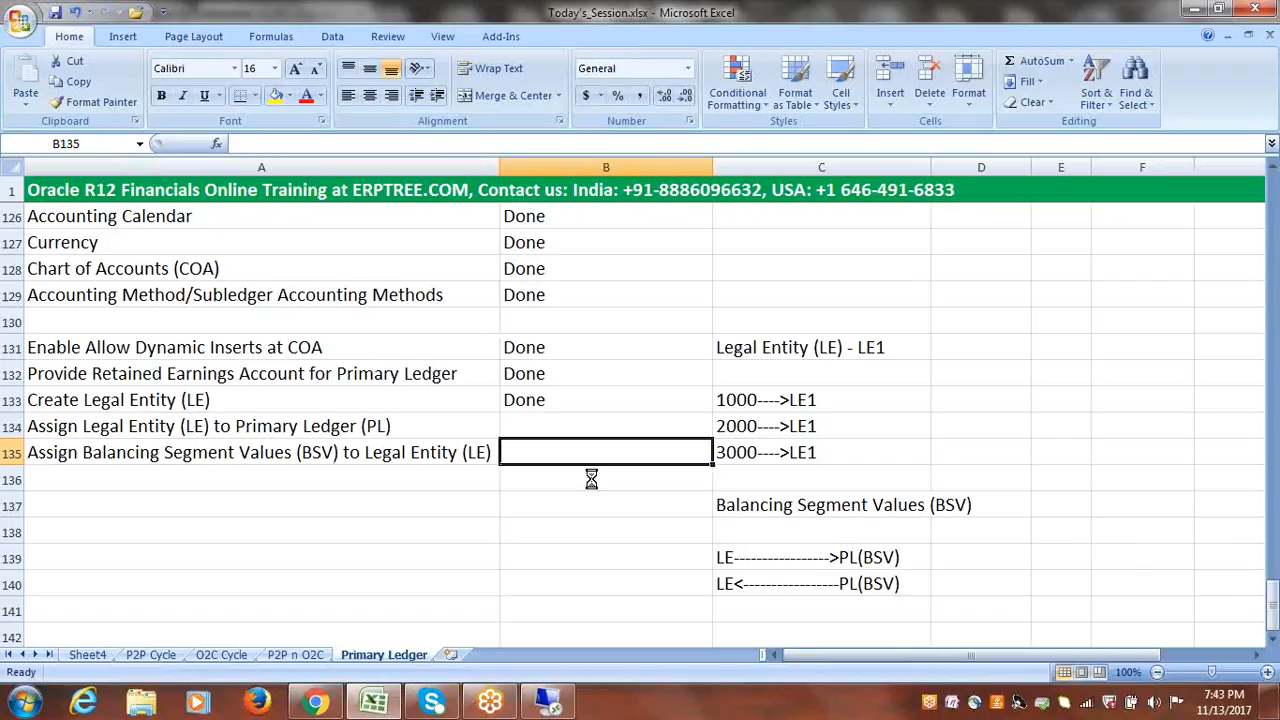 Today's_Session.xlsx - Microsoft Excel
Home Insert Page Layout Formulas Data Review View Add-Ins
Paste Cut Copy Format Painter Clipboard
Calibri 16 A A B I U A Font
Wrap Text Merge & Center Alignment
General $ % , Number
Conditional Formatting Format as Table Cell Styles Styles
Insert Delete Format Cells
Σ AutoSum Fill Clear Sort & Filter Find & Select Editing
B135 fx
A B C D E F
1 Oracle R12 Financials Online Training at ERPTREE.COM, Contact us: India: +91-8886096632, USA: +1 646-491-6833
126 Accounting Calendar Done
127 Currency Done
128 Chart of Accounts (COA) Done
129 Accounting Method/Subledger Accounting Methods Done
130
131 Enable Allow Dynamic Inserts at COA Done Legal Entity (LE) - LE1
132 Provide Retained Earnings Account for Primary Ledger Done
133 Create Legal Entity (LE) Done 1000---->LE1
134 Assign Legal Entity (LE) to Primary Ledger (PL) 2000---->LE1
135 Assign Balancing Segment Values (BSV) to Legal Entity (LE) 3000---->LE1
136
137 Balancing Segment Values (BSV)
138
139 LE----------------->PL(BSV)
140 LE<-----------------PL(BSV)
141
142
Sheet4 P2P Cycle O2C Cycle P2P n O2C Primary Ledger
Ready 100%
7:43 PM
11/13/2017